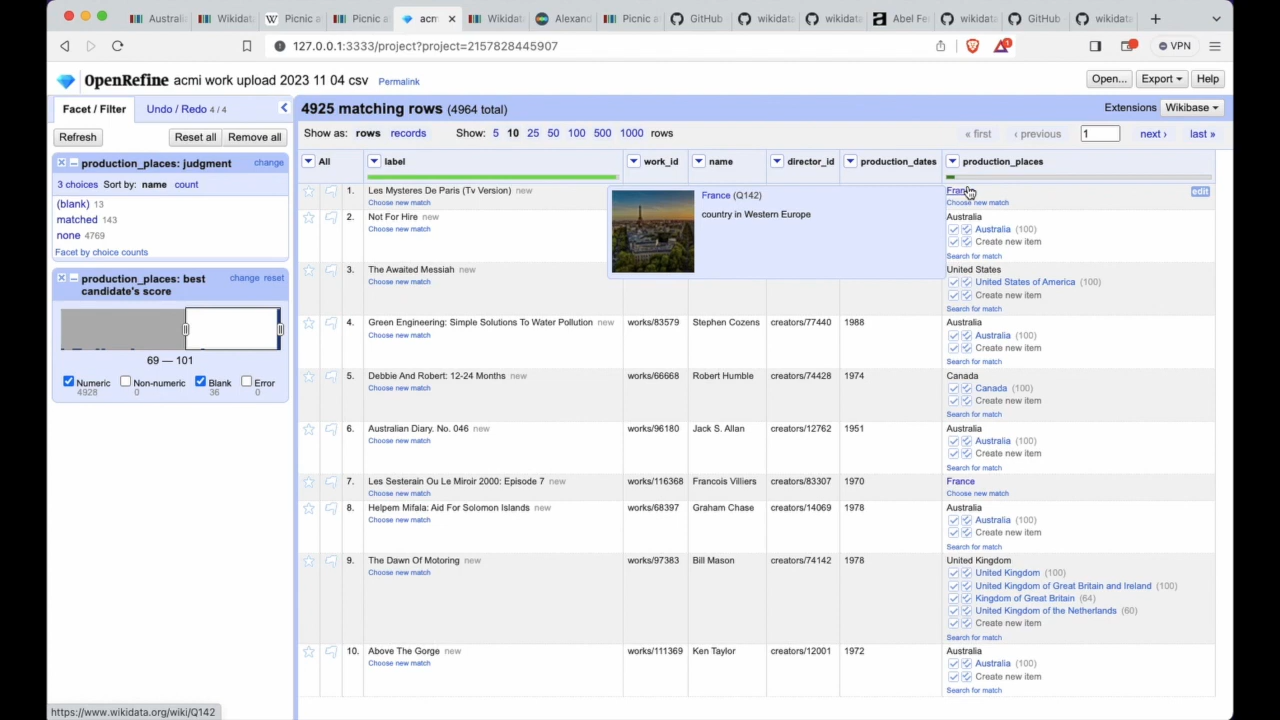 Australi
Wikidat
Picnic a
Picnic a
acm
Wikidat
Alexand
Picnic a
GitHub
wikidata
wikidata
Abel Fe
wikidata
GitHub
wikidata
127.0.0.1:3333/project?project=2157828445907
1
VPN
OpenRefine acmi work upload 2023 11 04 csv Permalink
Open... Export Help
Facet / Filter Undo / Redo 4 / 4
4925 matching rows (4964 total)
Extensions Wikibase
Refresh Reset all Remove all
Show as: rows records Show: 5 10 25 50 100 500 1000 rows
« first ‹ previous 1 next › last »
production_places: judgment change
3 choices Sort by: name count
(blank) 13
matched 143
none 4769
Facet by choice counts
production_places: best candidate's score
change reset
69 — 101
Numeric 4928
Non-numeric 0
Blank 36
Error 0
All label work_id name director_id production_dates production_places
1. Les Mysteres De Paris (Tv Version) new
Choose new match
France (Q142)
country in Western Europe
Choose new match
edit
2. Not For Hire new
Choose new match
Australia
Australia (100)
Create new item
Search for match
3. The Awaited Messiah new
Choose new match
United States
United States of America (100)
Create new item
Search for match
4. Green Engineering: Simple Solutions To Water Pollution new works/83579 Stephen Cozens creators/77440 1988 Australia
Choose new match
Australia (100)
Create new item
Search for match
5. Debbie And Robert: 12-24 Months new works/66668 Robert Humble creators/74428 1974 Canada
Choose new match
Canada (100)
Create new item
Search for match
6. Australian Diary. No. 046 new works/96180 Jack S. Allan creators/12762 1951 Australia
Choose new match
Australia (100)
Create new item
Search for match
7. Les Sesterain Ou Le Miroir 2000: Episode 7 new works/116368 Francois Villiers creators/83307 1970 France
Choose new match
Choose new match
8. Helpem Mifala: Aid For Solomon Islands new works/68397 Graham Chase creators/14069 1978 Australia
Choose new match
Australia (100)
Create new item
Search for match
9. The Dawn Of Motoring new works/97383 Bill Mason creators/74142 1978 United Kingdom
Choose new match
United Kingdom (100)
United Kingdom of Great Britain and Ireland (100)
Kingdom of Great Britain (64)
United Kingdom of the Netherlands (60)
Create new item
Search for match
10. Above The Gorge new works/111369 Ken Taylor creators/12001 1972 Australia
Choose new match
Australia (100)
Create new item
Search for match
https://www.wikidata.org/wiki/Q142